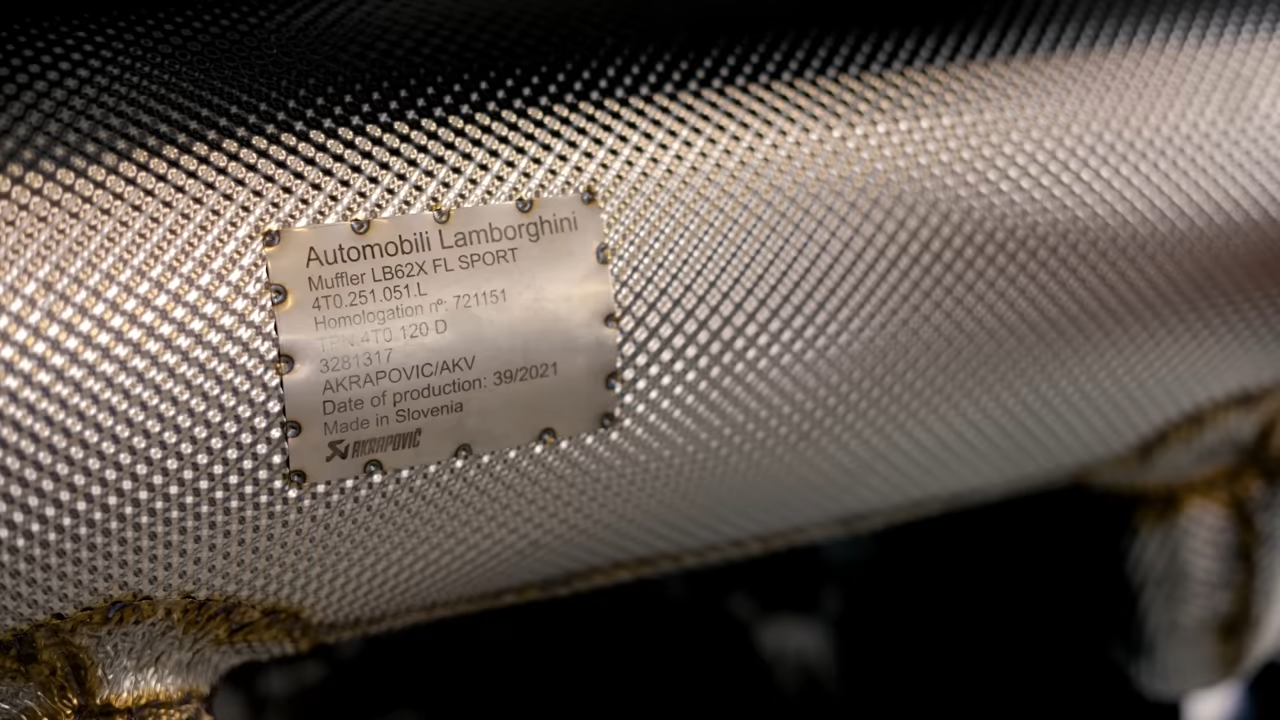 Automobili Lamborghini
Muffler LB62X FL SPORT
4T0.251.051.L
Homologation nº: 721151
TPN.4T0 120 D
3281317
AKRAPOVIC/AKV
Date of production: 39/2021
Made in Slovenia
AKRAPOVIČ